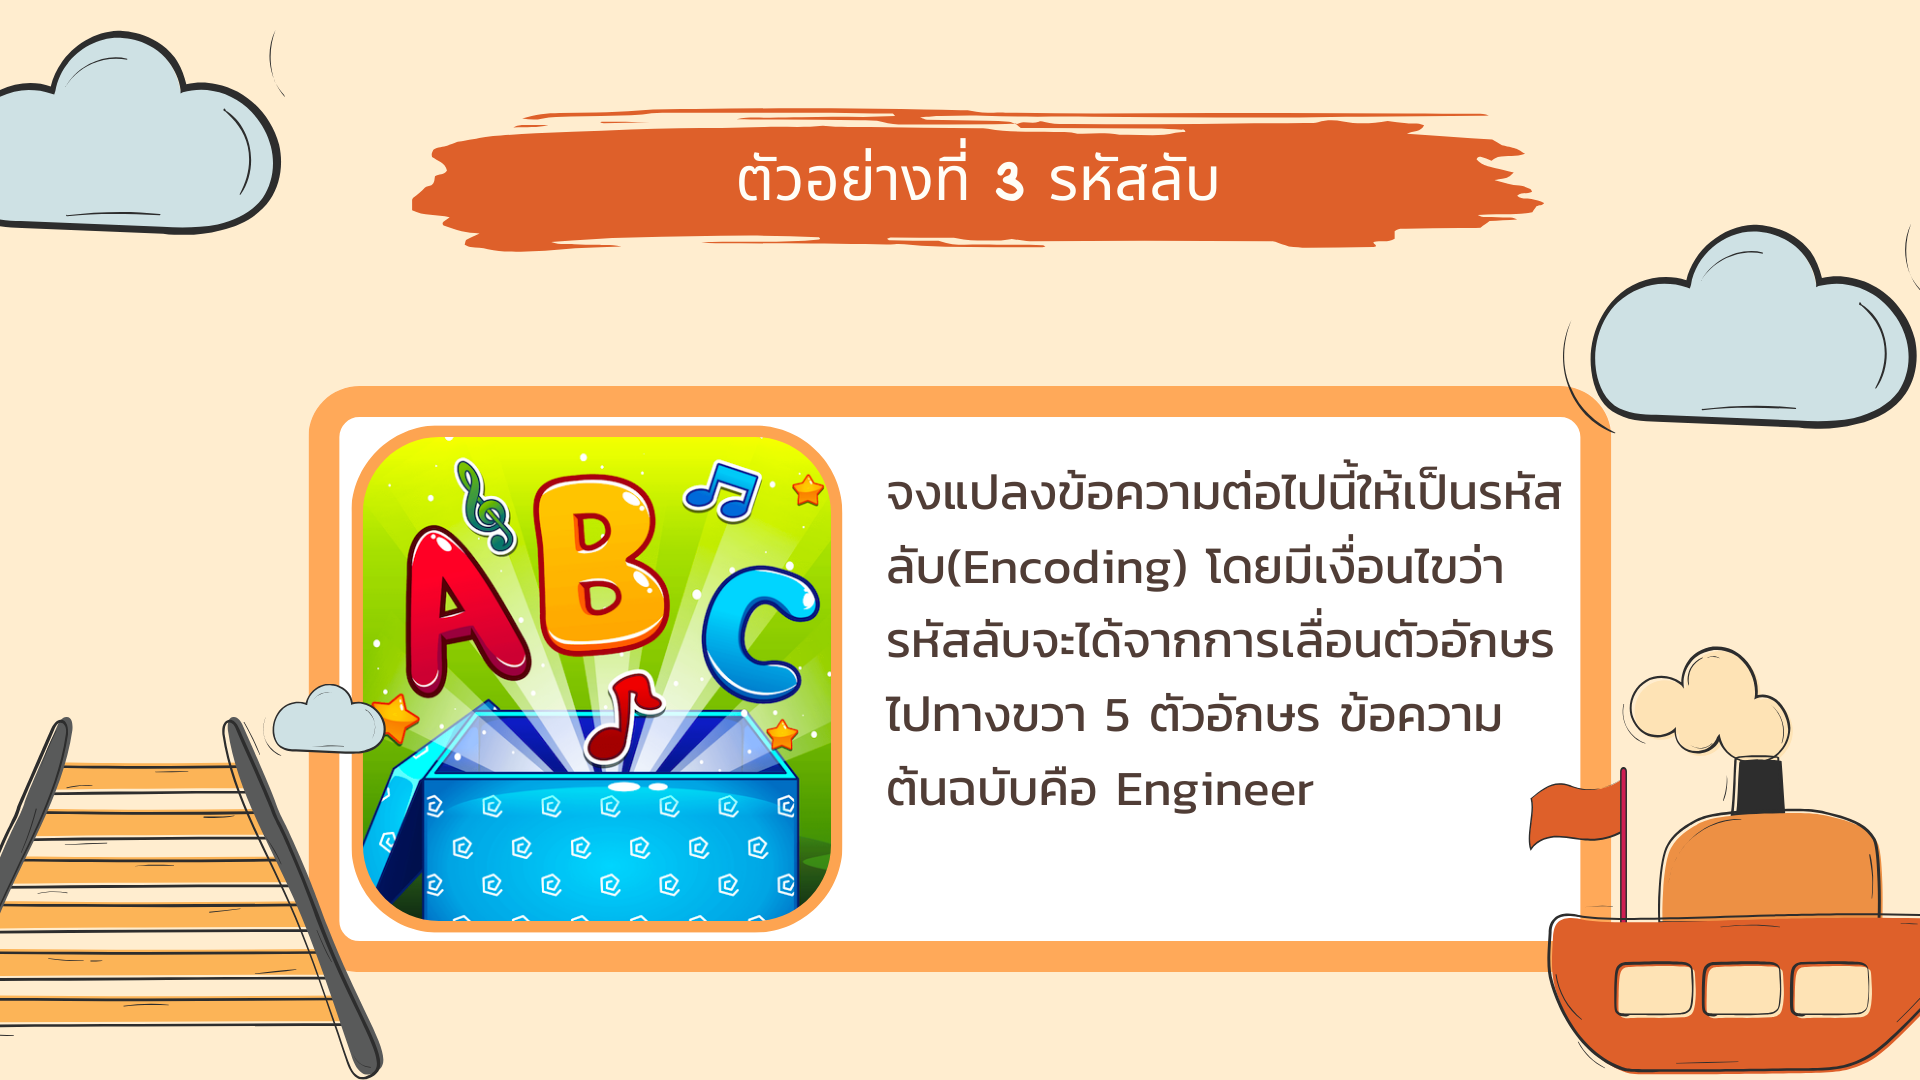 ตัวอย่างที่ 3 รหัสลับ
A B C
จงแปลงข้อความต่อไปนี้ให้เป็นรหัส
ลับ(Encoding) โดยมีเงื่อนไขว่า
รหัสลับจะได้จากการเลื่อนตัวอักษร
ไปทางขวา 5 ตัวอักษร ข้อความ
ต้นฉบับคือ Engineer